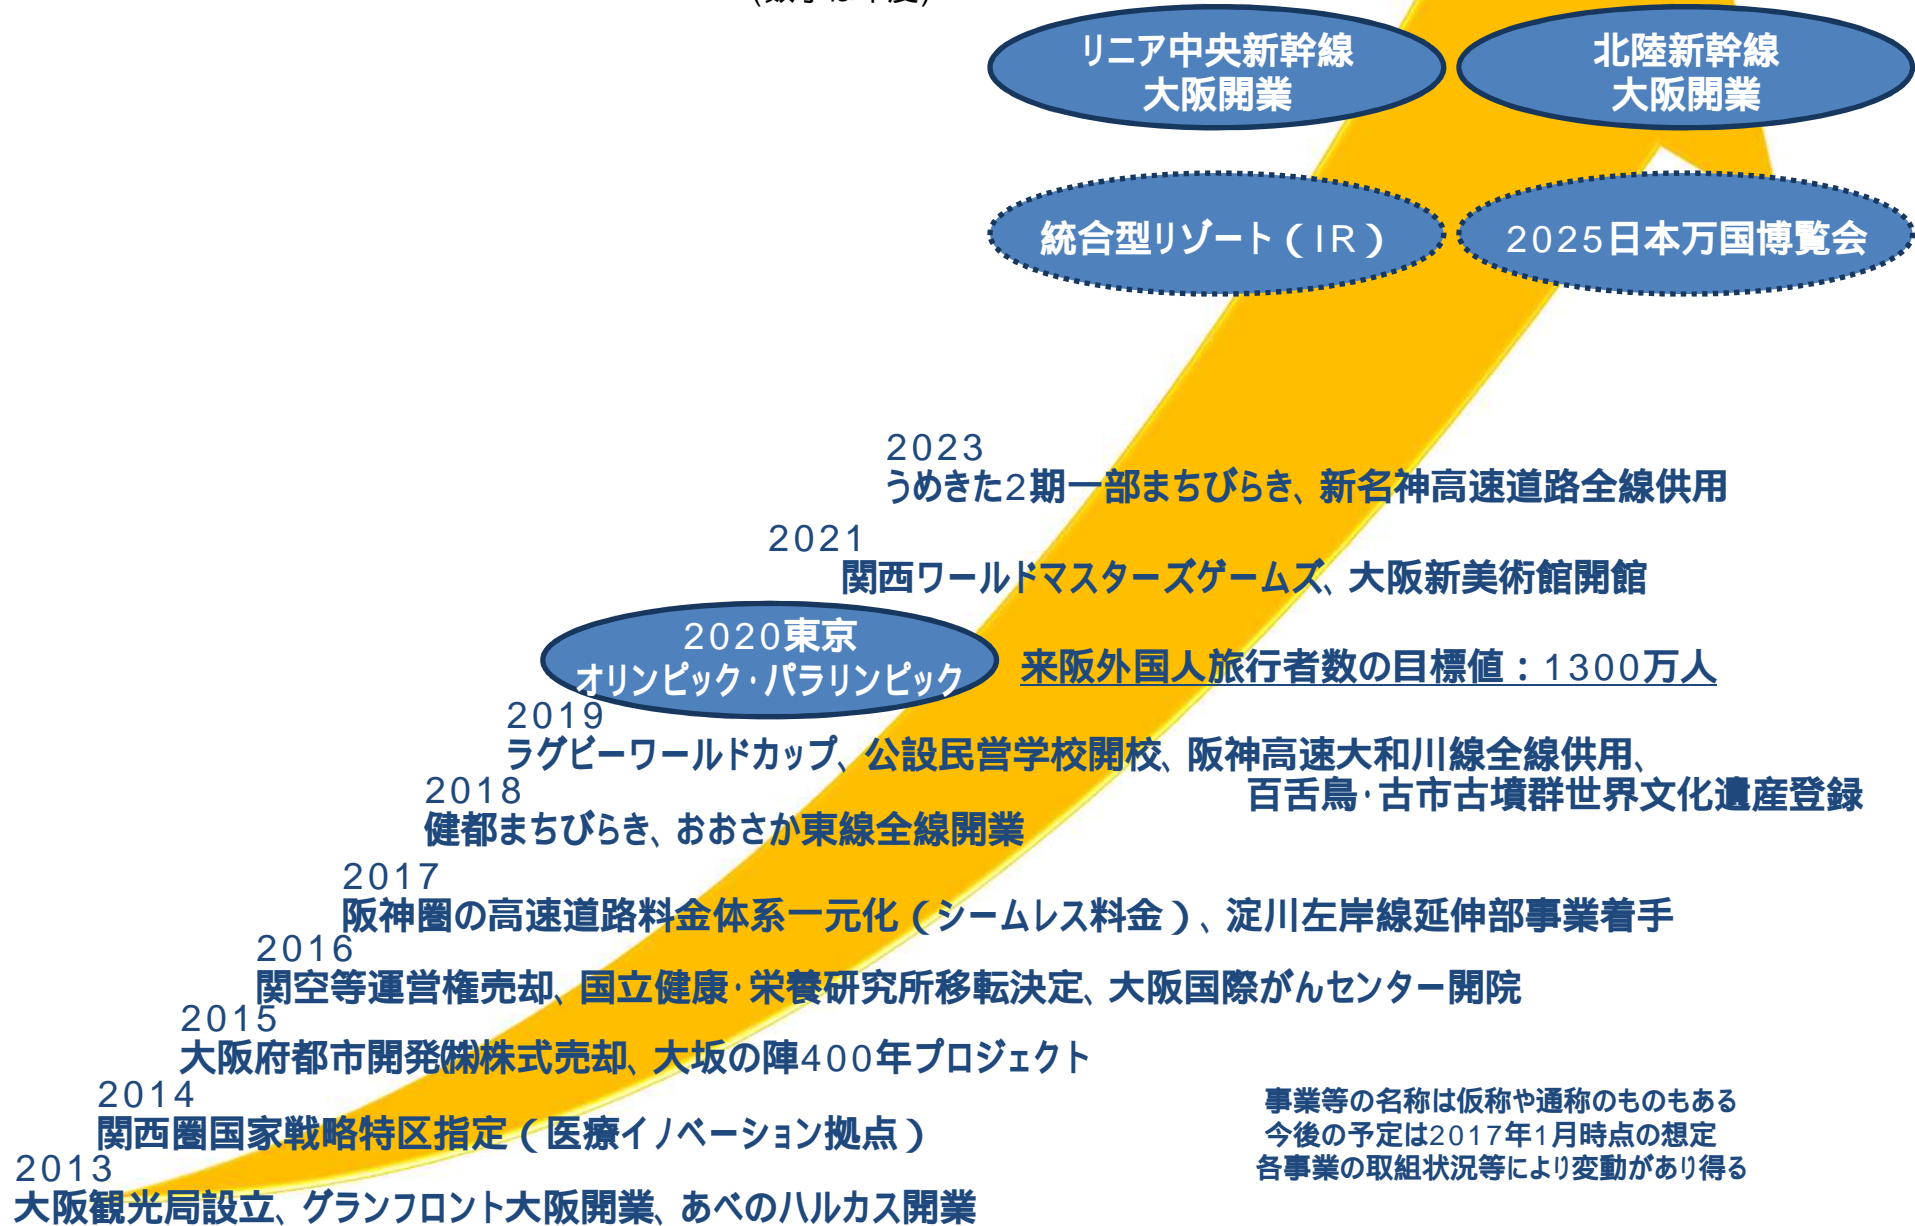 リニア中央新幹線
大阪開業
北陸新幹線
大阪開業
統合型リゾート（IR）
2025日本万国博覧会
2023
うめきた2期一部まちびらき、新名神高速道路全線供用
2021
関西ワールドマスターズゲームズ、大阪新美術館開館
2020東京
オリンピック・パラリンピック
来阪外国人旅行者数の目標値：1300万人
2019
ラグビーワールドカップ、公設民営学校開校、阪神高速大和川線全線供用、
百舌鳥・古市古墳群世界文化遺産登録
2018
健都まちびらき、おおさか東線全線開業
2017
阪神圏の高速道路料金体系一元化（シームレス料金）、淀川左岸線延伸部事業着手
2016
関空等運営権売却、国立健康・栄養研究所移転決定、大阪国際がんセンター開院
2015
大阪府都市開発㈱株式売却、大坂の陣400年プロジェクト
2014
関西圏国家戦略特区指定（医療イノベーション拠点）
2013
大阪観光局設立、グランフロント大阪開業、あべのハルカス開業
事業等の名称は仮称や通称のものもある
今後の予定は2017年1月時点の想定
各事業の取組状況等により変動があり得る